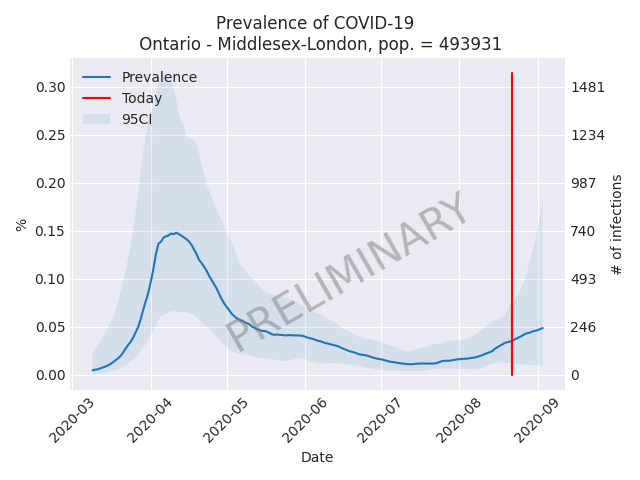 Prevalence of COVID-19
Ontario - Middlesex-London, pop. = 493931
Prevalence
Today
95CI
PRELIMINARY
%
0.30
0.25
0.20
0.15
0.10
0.05
0.00
# of infections
1481
1234
987
740
493
246
0
2020-03
2020-04
2020-05
2020-06
2020-07
2020-08
2020-09
Date